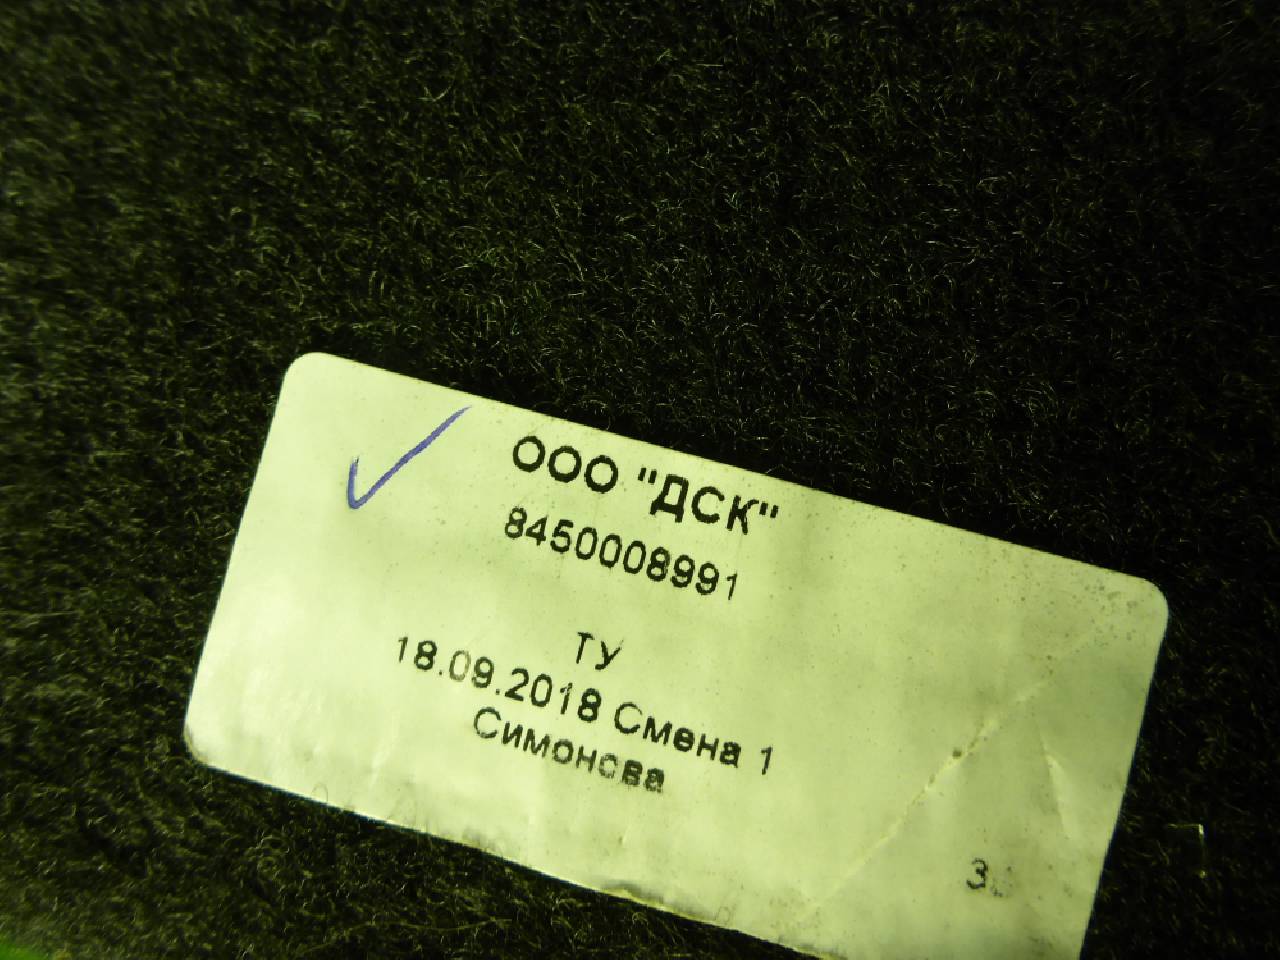 ООО "ДСК"
8450008991
ТУ
18.09.2018 Смена 1
Симонова